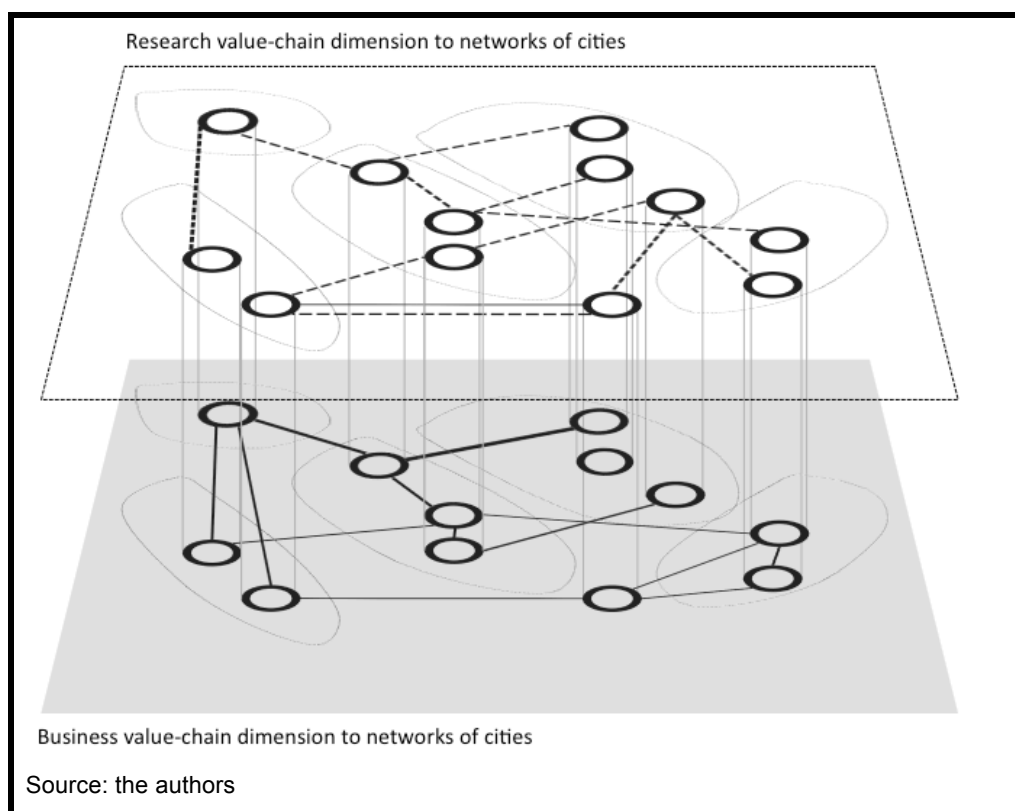 Research value-chain dimension to networks of cities
Business value-chain dimension to networks of cities
Source: the authors